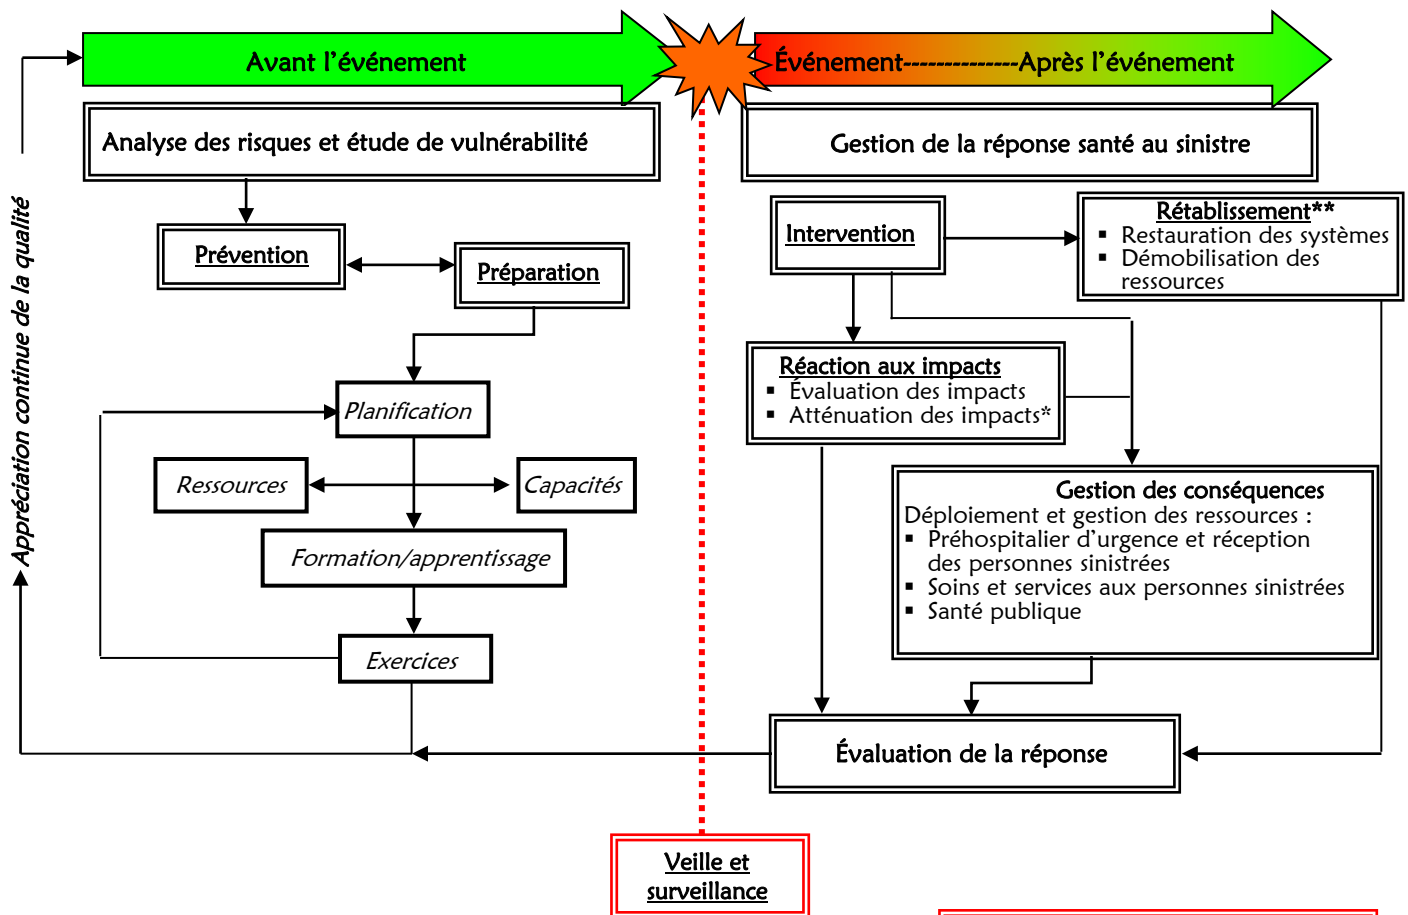 Avant l'événement
Événement--------------Après l'événement
Analyse des risques et étude de vulnérabilité
Gestion de la réponse santé au sinistre
Appréciation continue de la qualité
Prévention
Préparation
Planification
Ressources
Capacités
Formation/apprentissage
Exercices
Intervention
Rétablissement**
▪ Restauration des systèmes
▪ Démobilisation des
ressources
Réaction aux impacts
▪ Évaluation des impacts
▪ Atténuation des impacts*
Gestion des conséquences
Déploiement et gestion des ressources :
▪ Préhospitalier d'urgence et réception
des personnes sinistrées
▪ Soins et services aux personnes sinistrées
▪ Santé publique
Évaluation de la réponse
Veille et
surveillance